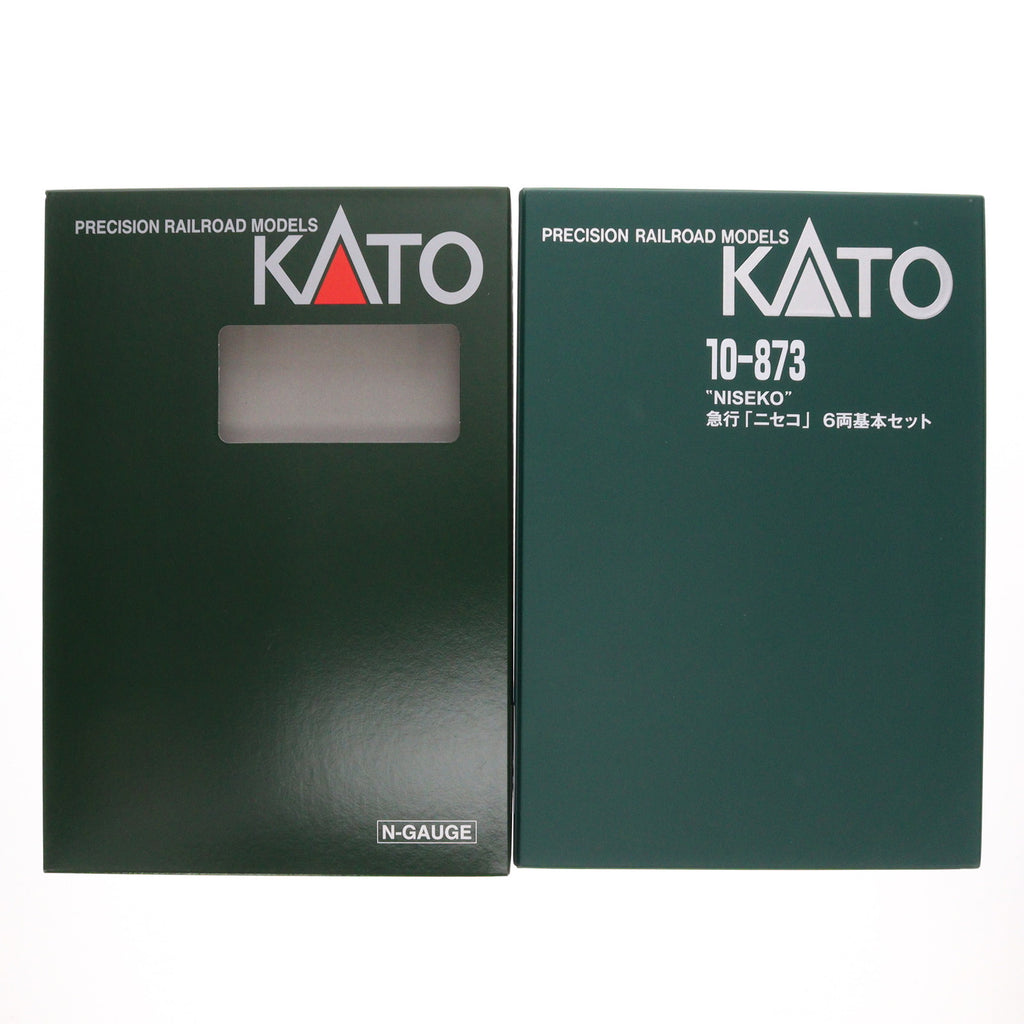 PRECISION RAILROAD MODELS
KATO
N-GAUGE
PRECISION RAILROAD MODELS
KATO
10-873
“NISEKO”
急行「ニセコ」 6両基本セット